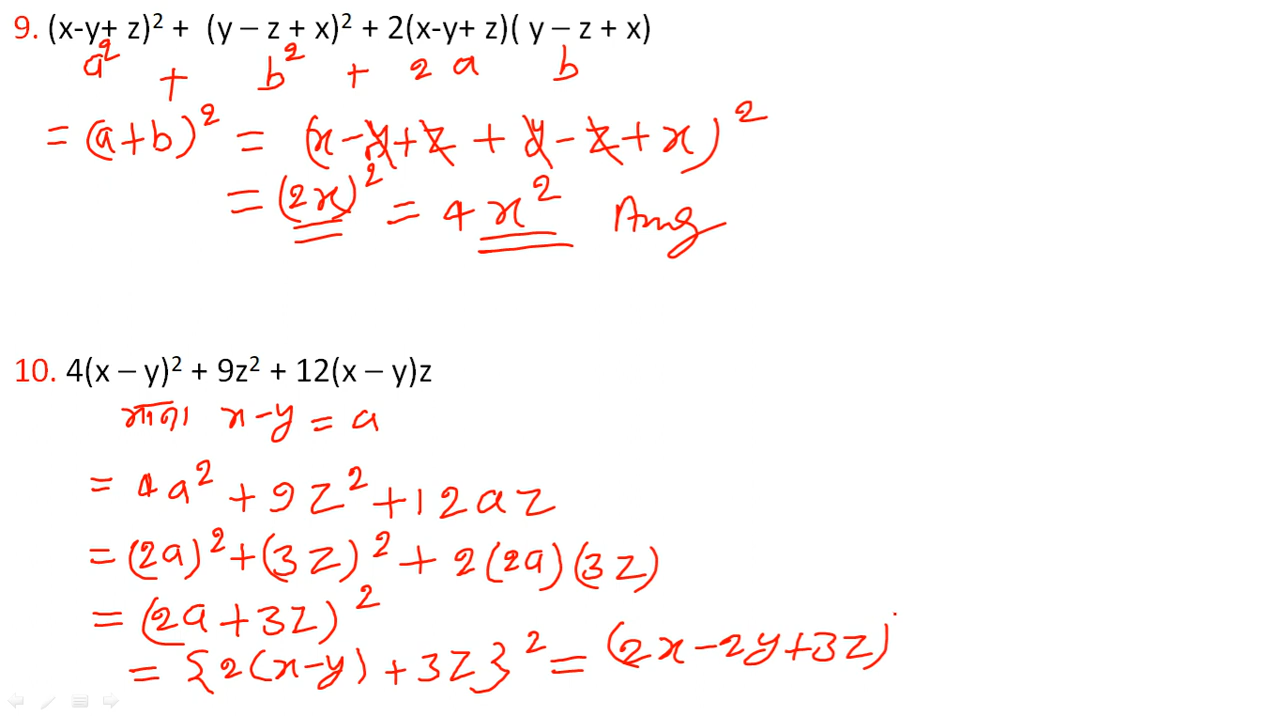 9. (x-y+ z)² + (y – z + x)² + 2(x-y+ z)( y – z + x)
a² + b² + 2 a b
= (a+b)² = (x-y+z + y-z+x)²
= (2x)² = 4x² Ans
10. 4(x – y)² + 9z² + 12(x – y)z
माना x-y = a
= 4a² + 9z² + 12az
= (2a)² + (3z)² + 2(2a)(3z)
= (2a+3z)²
= {2(x-y) + 3z}² = (2x-2y+3z)